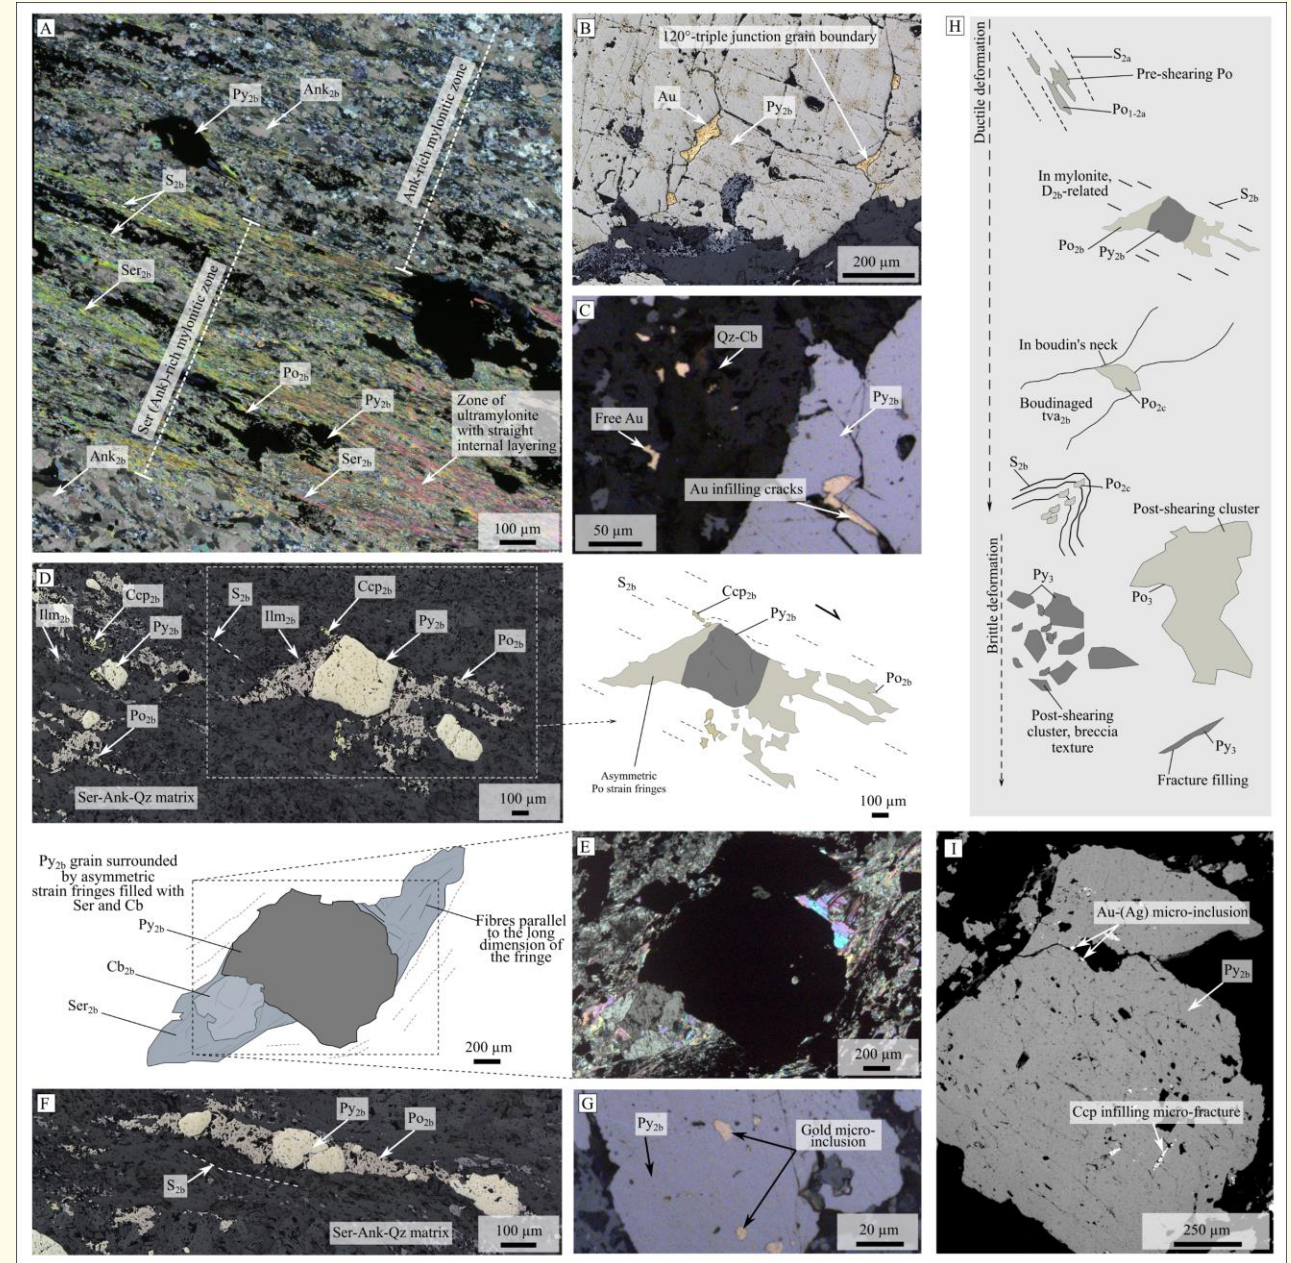 A
Py2b
Ank2b
Ank-rich mylonitic zone
S2b
Ser2b
Ser (Ank)-rich mylonitic zone
Po2b
Py2b
Zone of
ultramylonite
with straight
internal layering
Ank2b
Ser2b
100 µm
B
120°-triple junction grain boundary
Au
Py2b
200 µm
C
Qz-Cb
Py2b
Free Au
Au infilling cracks
50 µm
D
Ccp2b
Ilm2b
Py2b
S2b
Ilm2b
Ccp2b
Py2b
Po2b
Po2b
Ser-Ank-Qz matrix
100 µm
S2b
Ccp2b
Py2b
Po2b
Asymmetric
Po strain fringes
100 µm
Py2b grain surrounded
by asymmetric
strain fringes filled with
Ser and Cb
Py2b
Cb2b
Ser2b
Fibres parallel
to the long
dimension of
the fringe
200 µm
E
200 µm
F
Py2b
Po2b
S2b
Ser-Ank-Qz matrix
100 µm
G
Py2b
Gold micro-
inclusion
20 µm
H
Ductile deformation
S2a
Pre-shearing Po
Po1-2a
In mylonite,
D2b-related
S2b
Po2b
Py2b
In boudin's neck
Boudinaged
tva2b
Po2c
S2b
Po2c
Post-shearing cluster
Brittle deformation
Py3
Po3
Post-shearing
cluster, breccia
texture
Py3
Fracture filling
I
Au-(Ag) micro-inclusion
Py2b
Ccp infilling micro-fracture
250 µm